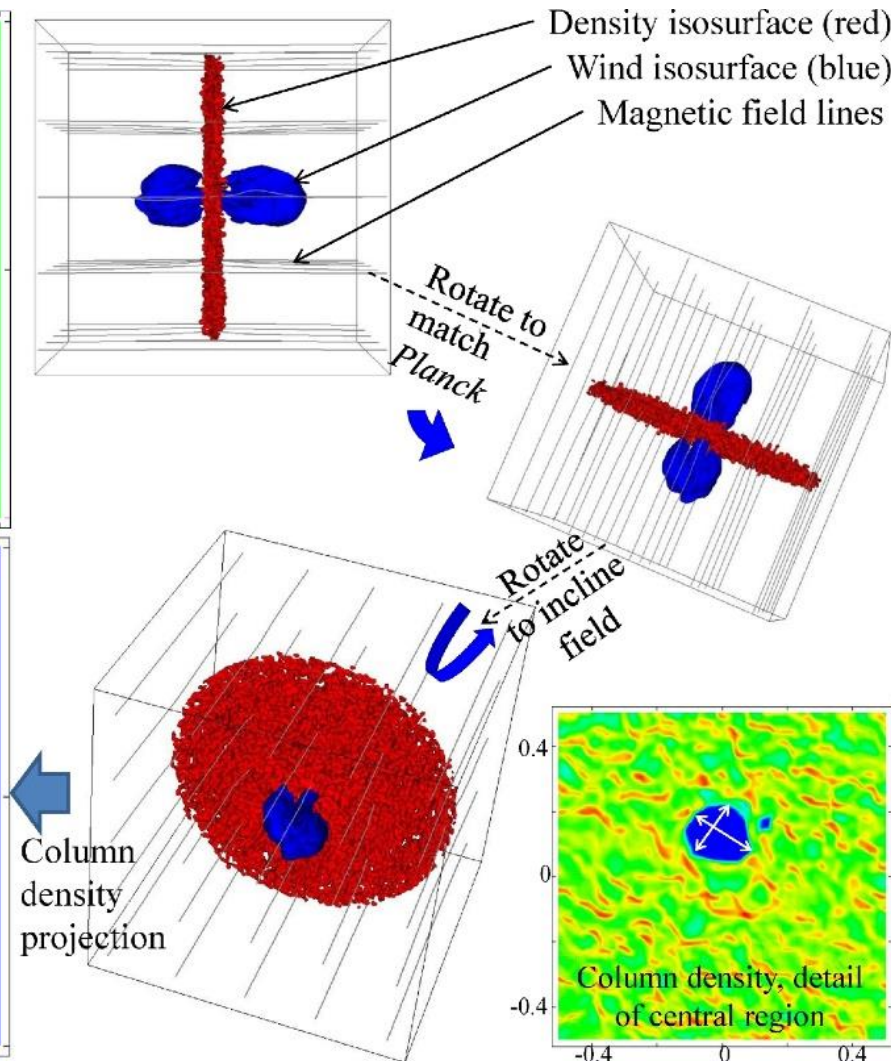 Density isosurface (red)
Wind isosurface (blue)
Magnetic field lines
Rotate to
match
Planck
Rotate
to incline
field
Column
density
projection
0.4
0
-0.4
Column density, detail
of central region
-0.4
0
0.4